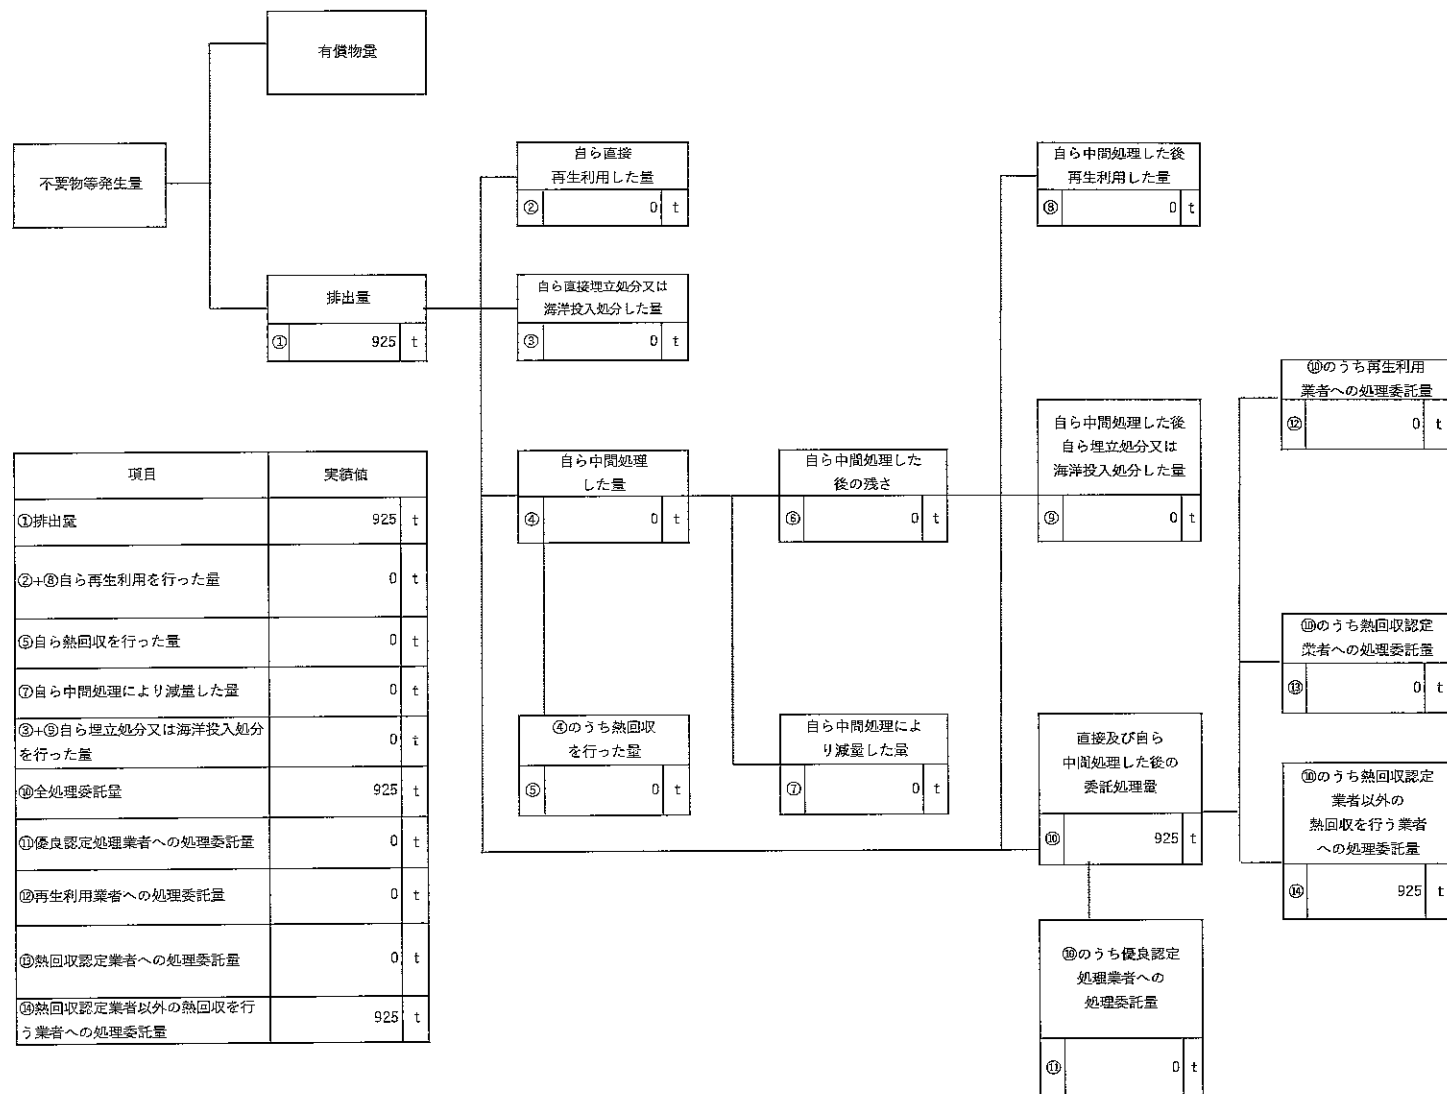 有償物量
不要物等発生量
自ら直接
再生利用した量
② 0 t
自ら中間処理した後
再生利用した量
⑧ 0 t
排出量
① 925 t
自ら直接埋立処分又は
海洋投入処分した量
③ 0 t
⑩のうち再生利用
業者への処理委託量
⑫ 0 t
自ら中間処理
した量
④ 0 t
自ら中間処理した
後の残さ
⑥ 0 t
自ら中間処理した後
自ら埋立処分又は
海洋投入処分した量
⑨ 0 t
⑩のうち熱回収認定
業者への処理委託量
⑬ 0 t
④のうち熱回収
を行った量
⑤ 0 t
自ら中間処理によ
り減量した量
⑦ 0 t
直接及び自ら
中間処理した後の
委託処理量
⑩ 925 t
⑩のうち熱回収認定
業者以外の
熱回収を行う業者
への処理委託量
⑭ 925 t
⑩のうち優良認定
処理業者への
処理委託量
⑪ 0 t
項目 実績値
①排出量 925 t
②+⑧自ら再生利用を行った量 0 t
⑤自ら熱回収を行った量 0 t
⑦自ら中間処理により減量した量 0 t
③+⑨自ら埋立処分又は海洋投入処分
を行った量 0 t
⑩全処理委託量 925 t
⑪優良認定処理業者への処理委託量 0 t
⑫再生利用業者への処理委託量 0 t
⑬熱回収認定業者への処理委託量 0 t
⑭熱回収認定業者以外の熱回収を行
う業者への処理委託量 925 t